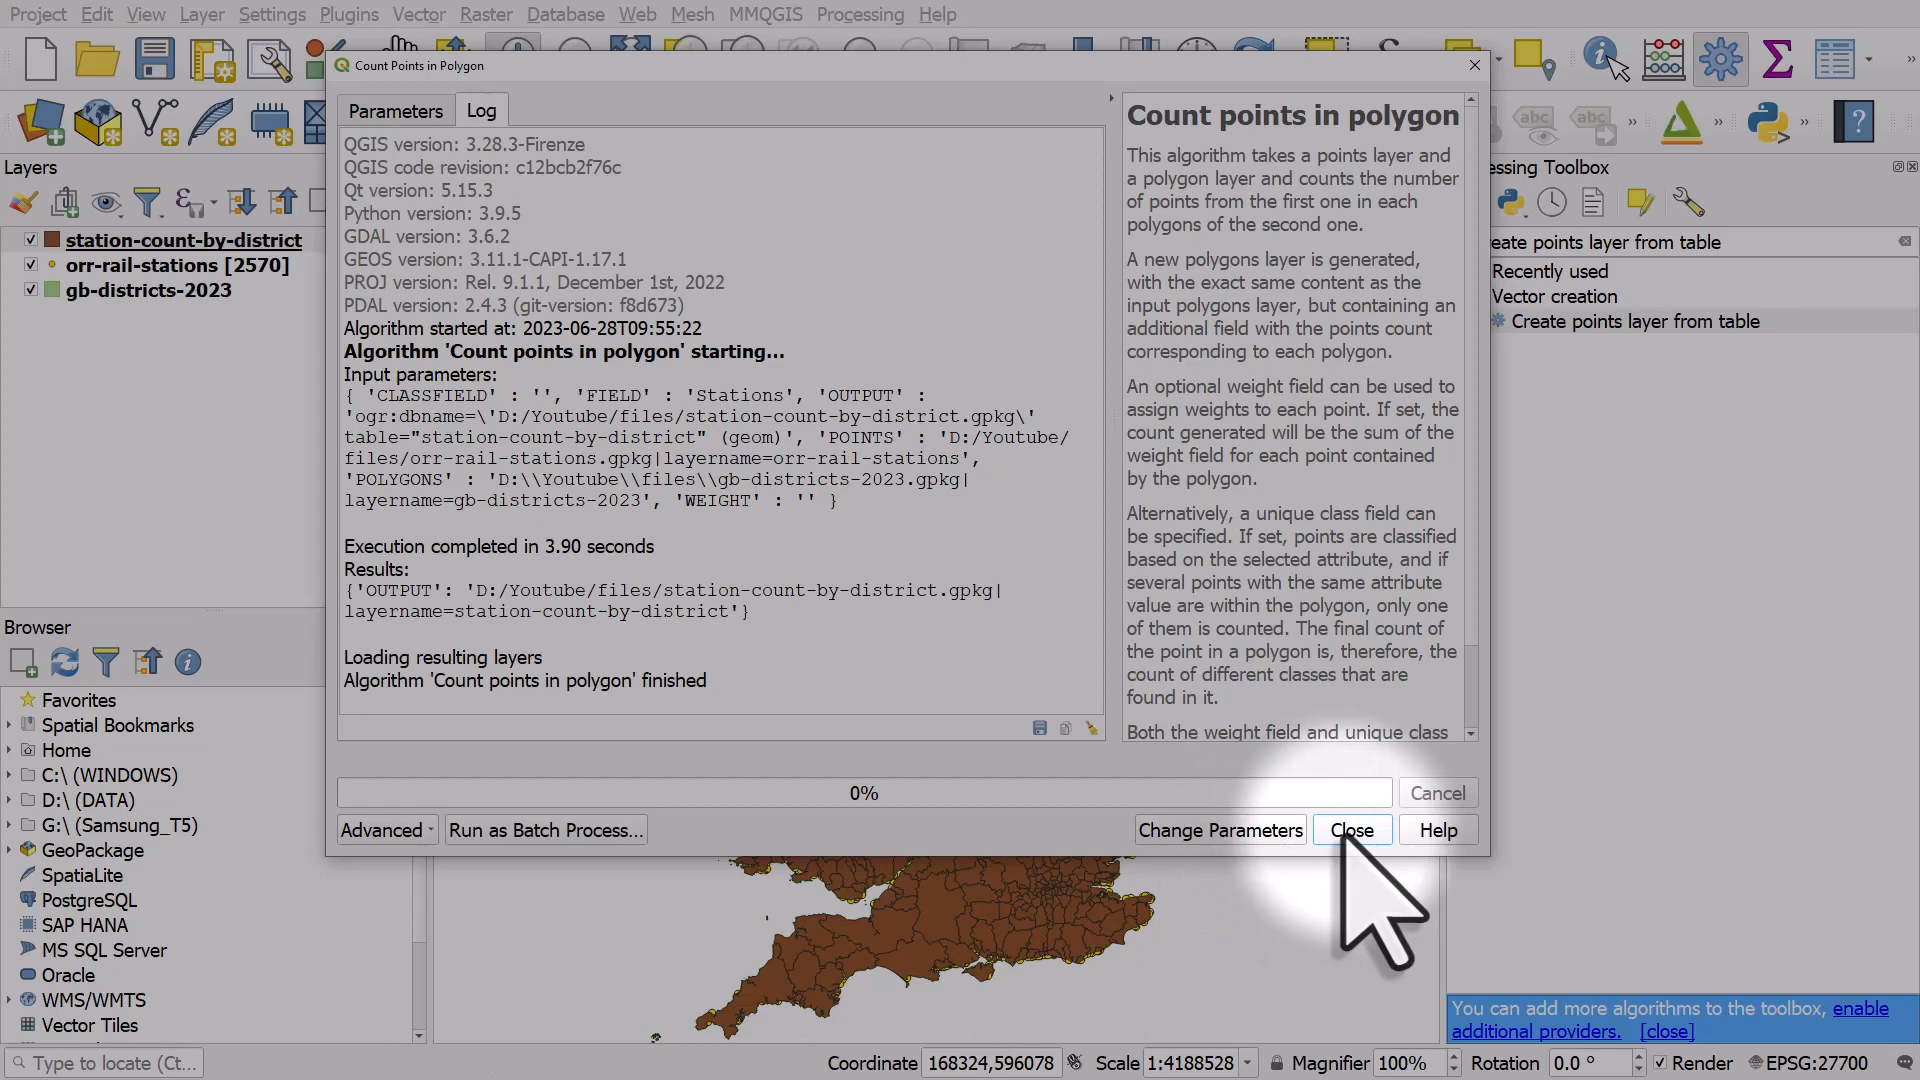 Project Edit View Layer Settings Plugins Vector Raster Database Web Mesh MMQGIS Processing Help
Count Points in Polygon
Parameters
Log
QGIS version: 3.28.3-Firenze
QGIS code revision: c12bcb2f76c
Qt version: 5.15.3
Python version: 3.9.5
GDAL version: 3.6.2
GEOS version: 3.11.1-CAPI-1.17.1
PROJ version: Rel. 9.1.1, December 1st, 2022
PDAL version: 2.4.3 (git-version: f8d673)
Algorithm started at: 2023-06-28T09:55:22
Algorithm 'Count points in polygon' starting...
Input parameters:
{ 'CLASSFIELD' : '', 'FIELD' : 'Stations', 'OUTPUT' :
'ogr:dbname=\'D:/Youtube/files/station-count-by-district.gpkg\'
table="station-count-by-district" (geom)', 'POINTS' : 'D:/Youtube/
files/orr-rail-stations.gpkg|layername=orr-rail-stations',
'POLYGONS' : 'D:\\Youtube\\files\\gb-districts-2023.gpkg|
layername=gb-districts-2023', 'WEIGHT' : '' }
Execution completed in 3.90 seconds
Results:
{'OUTPUT': 'D:/Youtube/files/station-count-by-district.gpkg|
layername=station-count-by-district'}
Loading resulting layers
Algorithm 'Count points in polygon' finished
Count points in polygon
This algorithm takes a points layer and
a polygon layer and counts the number
of points from the first one in each
polygons of the second one.
A new polygons layer is generated,
with the exact same content as the
input polygons layer, but containing an
additional field with the points count
corresponding to each polygon.
An optional weight field can be used to
assign weights to each point. If set, the
count generated will be the sum of the
weight field for each point contained
by the polygon.
Alternatively, a unique class field can
be specified. If set, points are classified
based on the selected attribute, and if
several points with the same attribute
value are within the polygon, only one
of them is counted. The final count of
the point in a polygon is, therefore, the
count of different classes that are
found in it.
Both the weight field and unique class
0%
Cancel
Advanced
Run as Batch Process...
Change Parameters
Close
Help
Layers
station-count-by-district
orr-rail-stations [2570]
gb-districts-2023
Browser
Favorites
Spatial Bookmarks
Home
C:\ (WINDOWS)
D:\ (DATA)
G:\ (Samsung_T5)
GeoPackage
SpatiaLite
PostgreSQL
SAP HANA
MS SQL Server
Oracle
WMS/WMTS
Vector Tiles
essing Toolbox
eate points layer from table
Recently used
Vector creation
Create points layer from table
abc
abc
You can add more algorithms to the toolbox, enable
additional providers. [close]
Type to locate (Ct...
Coordinate 168324,596078 Scale 1:4188528 Magnifier 100% Rotation 0.0 ° Render EPSG:27700